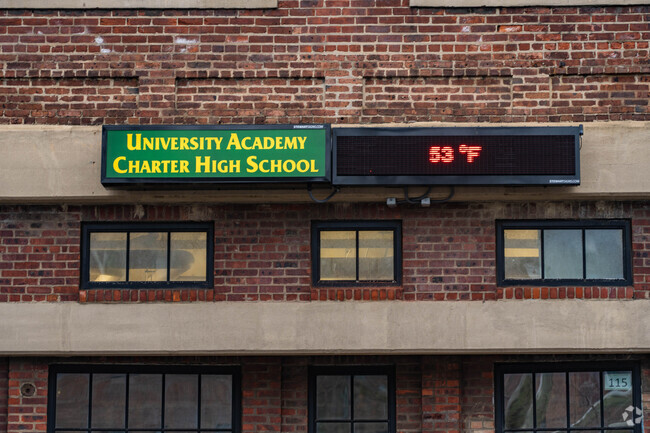 UNIVERSITY ACADEMY
CHARTER HIGH SCHOOL
53 °F
115